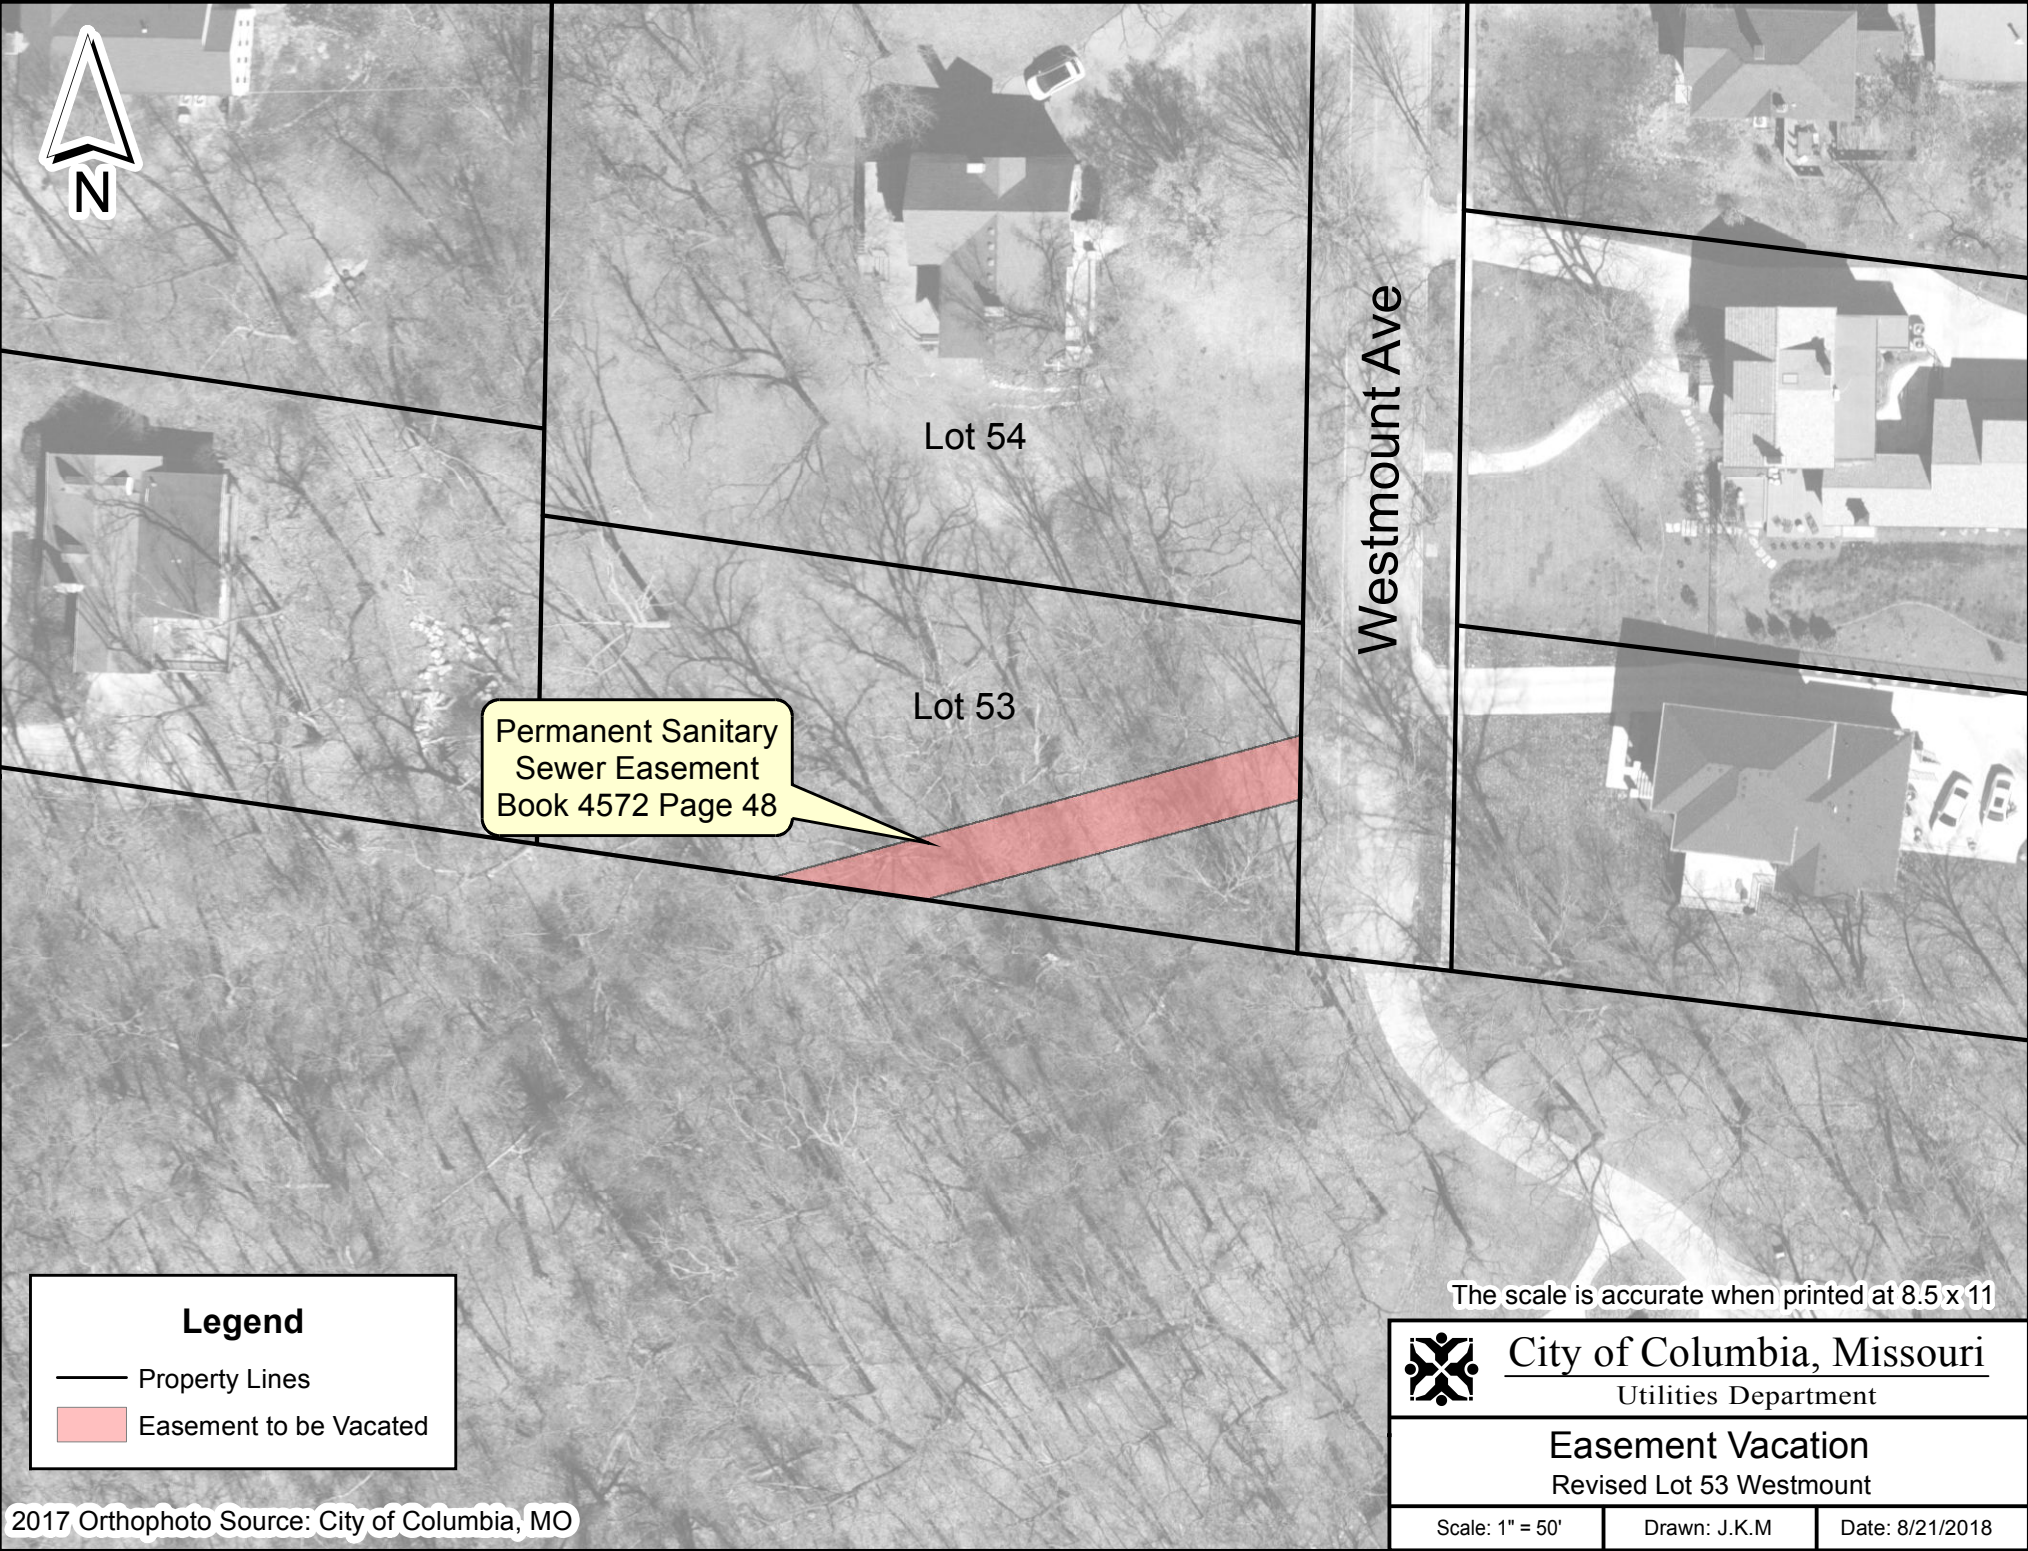 N
Lot 54
Westmount Ave
Lot 53
Permanent Sanitary
Sewer Easement
Book 4572 Page 48
Legend
Property Lines
Easement to be Vacated
2017 Orthophoto Source: City of Columbia, MO
The scale is accurate when printed at 8.5 x 11
City of Columbia, Missouri
Utilities Department
Easement Vacation
Revised Lot 53 Westmount
Scale: 1" = 50'
Drawn: J.K.M
Date: 8/21/2018